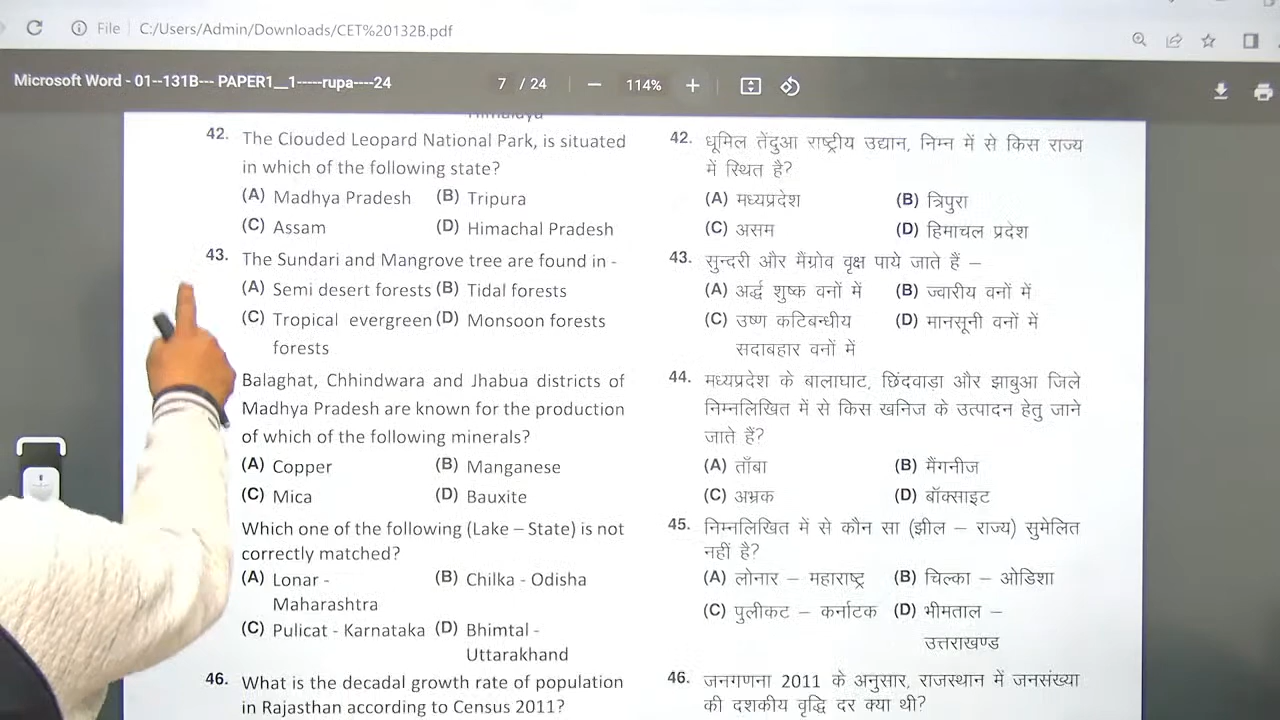 File C:/Users/Admin/Downloads/CET%20132B.pdf
Microsoft Word - 01--131B--- PAPER1__1-----rupa----24
7 / 24
114%
42. The Ciouded Leopard National Park, is situated
in which of the following state?
(A) Madhya Pradesh (B) Tripura
(C) Assam (D) Himachal Pradesh
43. The Sundari and Mangrove tree are found in -
(A) Semi desert forests (B) Tidal forests
(C) Tropical evergreen (D) Monsoon forests
forests
Balaghat, Chhindwara and Jhabua districts of
Madhya Pradesh are known for the production
of which of the following minerals?
(A) Copper (B) Manganese
(C) Mica (D) Bauxite
Which one of the following (Lake – State) is not
correctly matched?
(A) Lonar - (B) Chilka - Odisha
Maharashtra
(C) Pulicat - Karnataka (D) Bhimtal -
Uttarakhand
46. What is the decadal growth rate of population
in Rajasthan according to Census 2011?
42. धूमिल तेंदुआ राष्ट्रीय उद्यान, निम्न में से किस राज्य
में स्थित है?
(A) मध्यप्रदेश (B) त्रिपुरा
(C) असम (D) हिमाचल प्रदेश
43. सुन्दरी और मैंग्रोव वृक्ष पाये जाते हैं –
(A) अर्द्ध शुष्क वनों में (B) ज्वारीय वनों में
(C) उष्ण कटिबन्धीय (D) मानसूनी वनों में
सदाबहार वनों में
44. मध्यप्रदेश के बालाघाट, छिंदवाड़ा और झाबुआ जिले
निम्नलिखित में से किस खनिज के उत्पादन हेतु जाने
जाते हैं?
(A) ताँबा (B) मैंगनीज
(C) अभ्रक (D) बॉक्साइट
45. निम्नलिखित में से कौन सा (झील – राज्य) सुमेलित
नहीं है?
(A) लोनार – महाराष्ट्र (B) चिल्का – ओडिशा
(C) पुलीकट – कर्नाटक (D) भीमताल –
उत्तराखण्ड
46. जनगणना 2011 के अनुसार, राजस्थान में जनसंख्या
की दशकीय वृद्धि दर क्या थी?